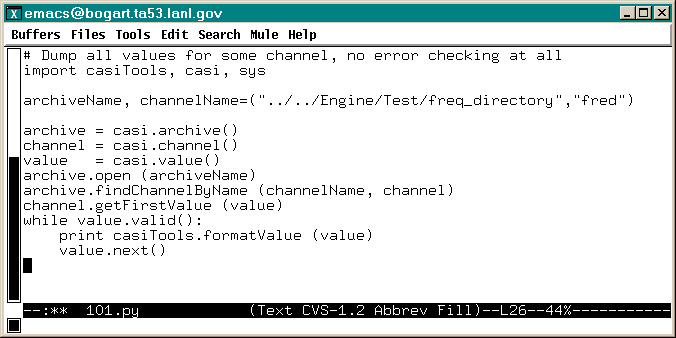 X emacs@bogart.ta53.lanl.gov
Buffers Files Tools Edit Search Mule Help
# Dump all values for some channel, no error checking at all
import casiTools, casi, sys

archiveName, channelName=("../../Engine/Test/freq_directory","fred")

archive = casi.archive()
channel = casi.channel()
value   = casi.value()
archive.open (archiveName)
archive.findChannelByName (channelName, channel)
channel.getFirstValue (value)
while value.valid():
    print casiTools.formatValue (value)
    value.next()
--:**  101.py          (Text CVS-1.2 Abbrev Fill)--L26--44%-----------